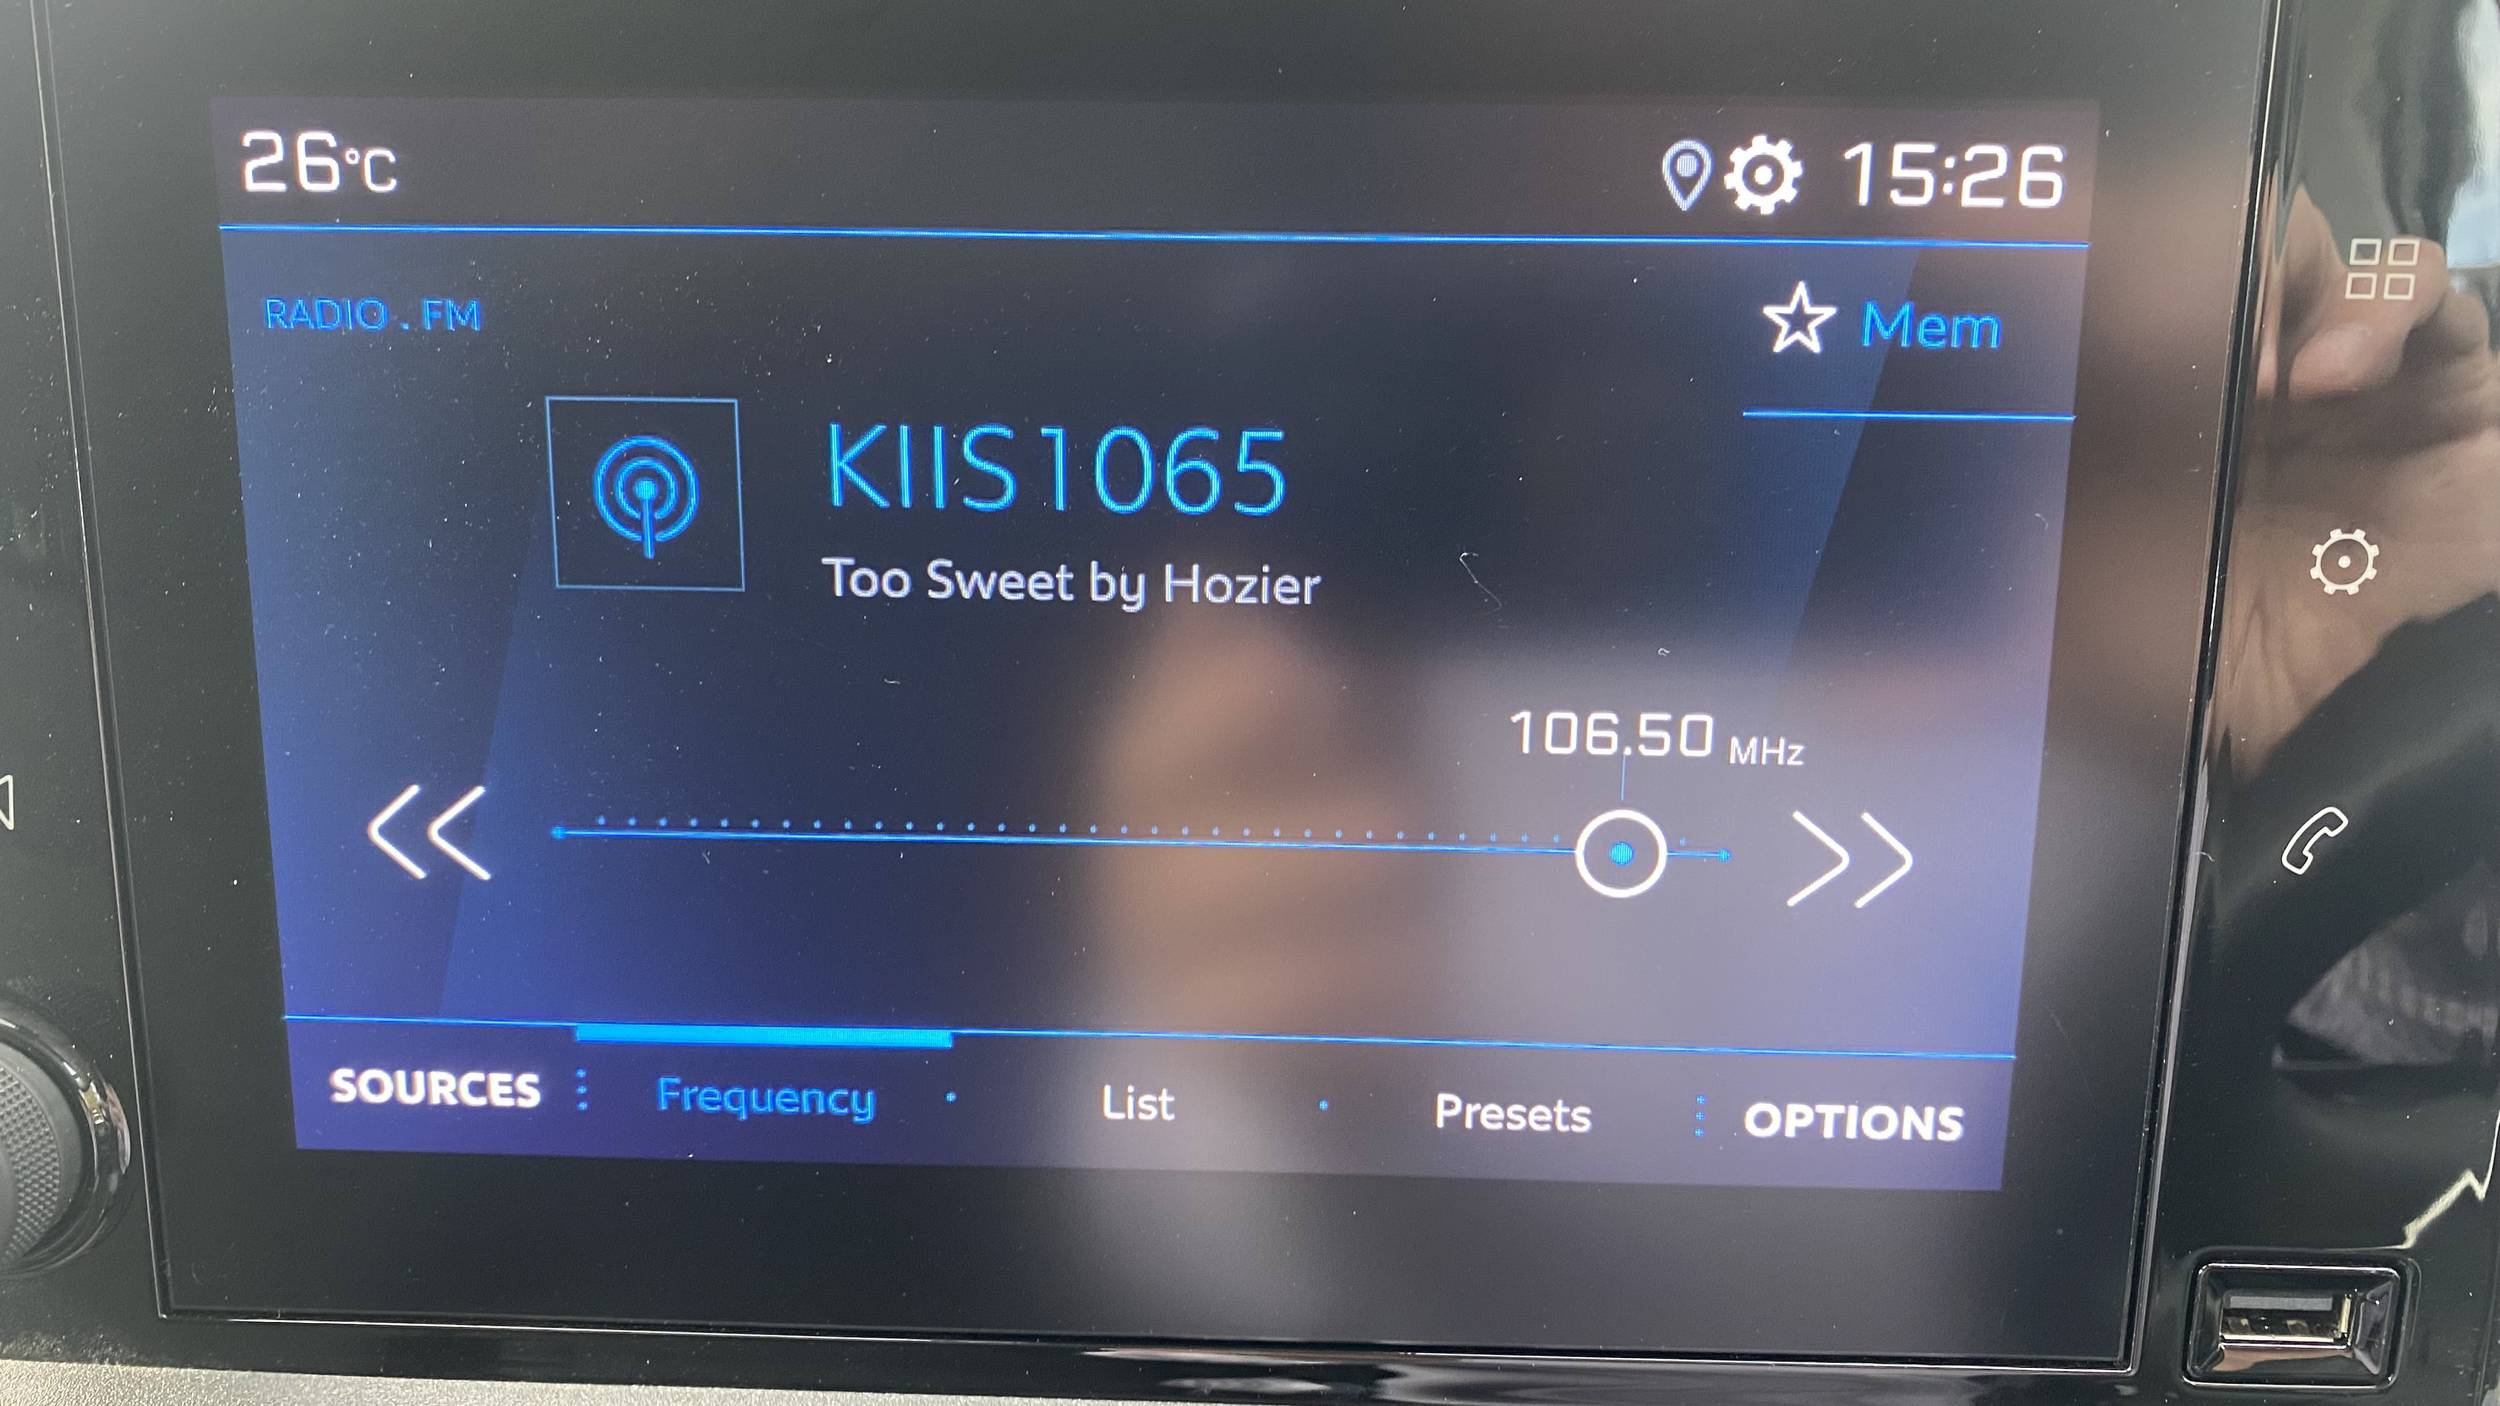 26°C 15:26
RADIO . FM
Mem
KIIS1065
Too Sweet by Hozier
106.50 MHz
SOURCES Frequency List Presets OPTIONS